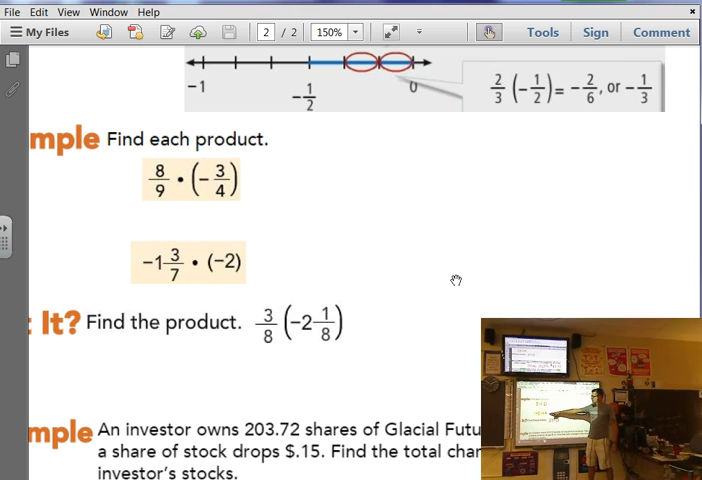 File Edit View Window Help
My Files
2 / 2
150%
Tools Sign Comment
−1
−1/2
0
2/3 (−1/2) = −2/6, or −1/3
mple Find each product.
8/9 • (−3/4)
−1 3/7 • (−2)
It? Find the product. 3/8 (−2 1/8)
mple An investor owns 203.72 shares of Glacial Futu
a share of stock drops $.15. Find the total char
investor's stocks.